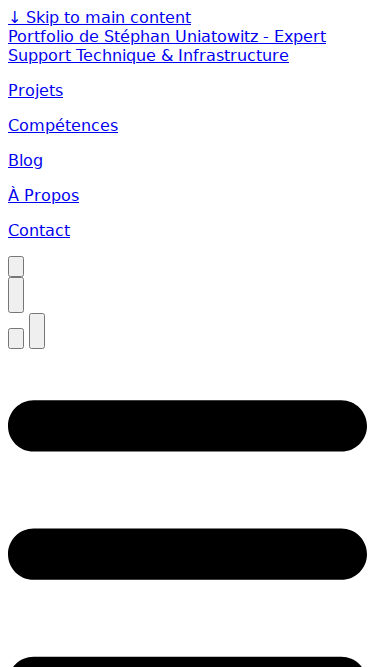 ↓ Skip to main content
Portfolio de Stéphan Uniatowitz - Expert
Support Technique & Infrastructure
Projets
Compétences
Blog
À Propos
Contact